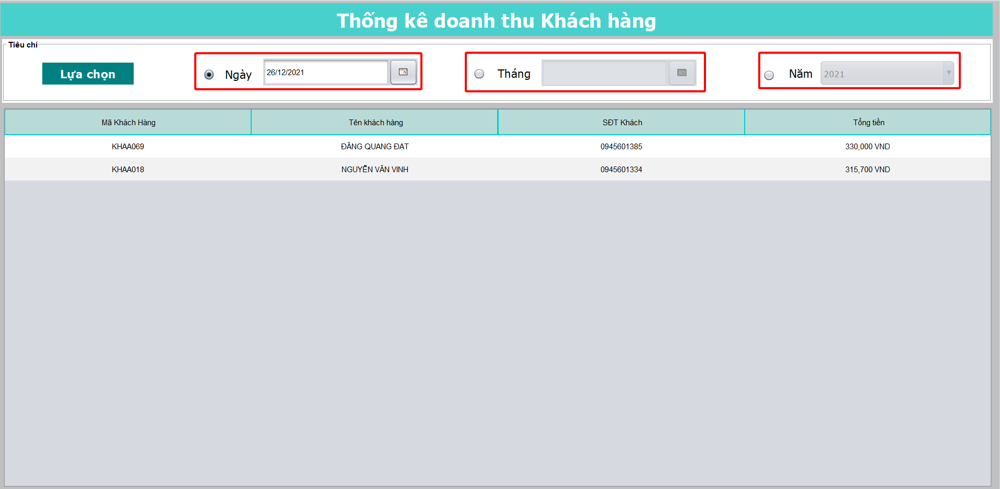 Thống kê doanh thu Khách hàng
Tiêu chí
Lựa chọn
Ngày 26/12/2021
Tháng
Năm 2021
Mã Khách Hàng Tên khách hàng SĐT Khách Tổng tiền
KHAA069 ĐĂNG QUANG ĐẠT 0945601385 330,000 VND
KHAA018 NGUYỄN VĂN VINH 0945601334 315,700 VND